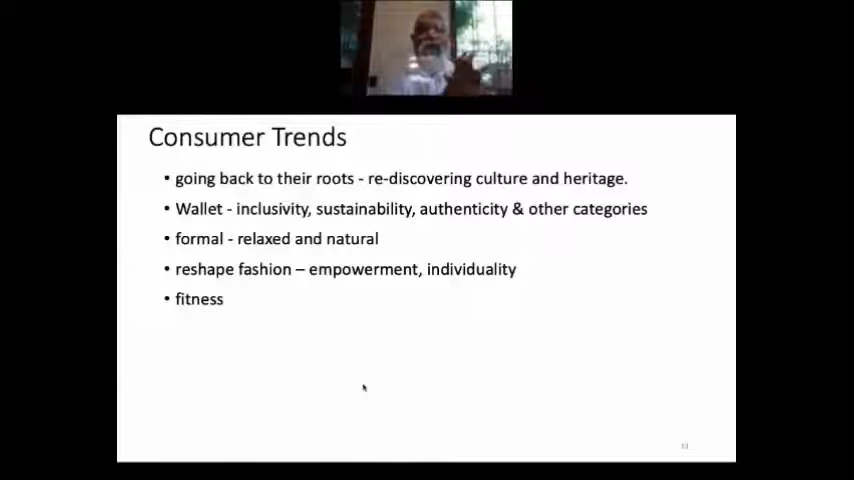 Consumer Trends
• going back to their roots - re-discovering culture and heritage.
• Wallet - inclusivity, sustainability, authenticity & other categories
• formal - relaxed and natural
• reshape fashion – empowerment, individuality
• fitness